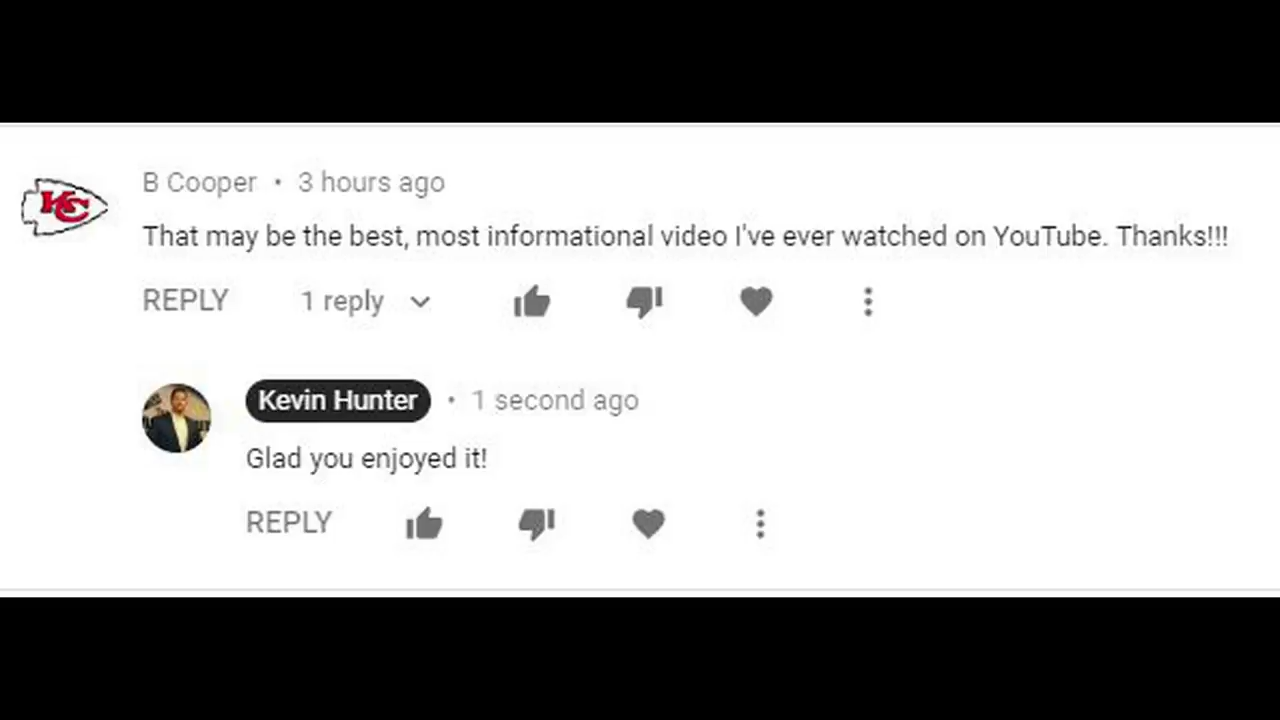 KC
B Cooper • 3 hours ago
That may be the best, most informational video I've ever watched on YouTube. Thanks!!!
REPLY 1 reply
Kevin Hunter • 1 second ago
Glad you enjoyed it!
REPLY